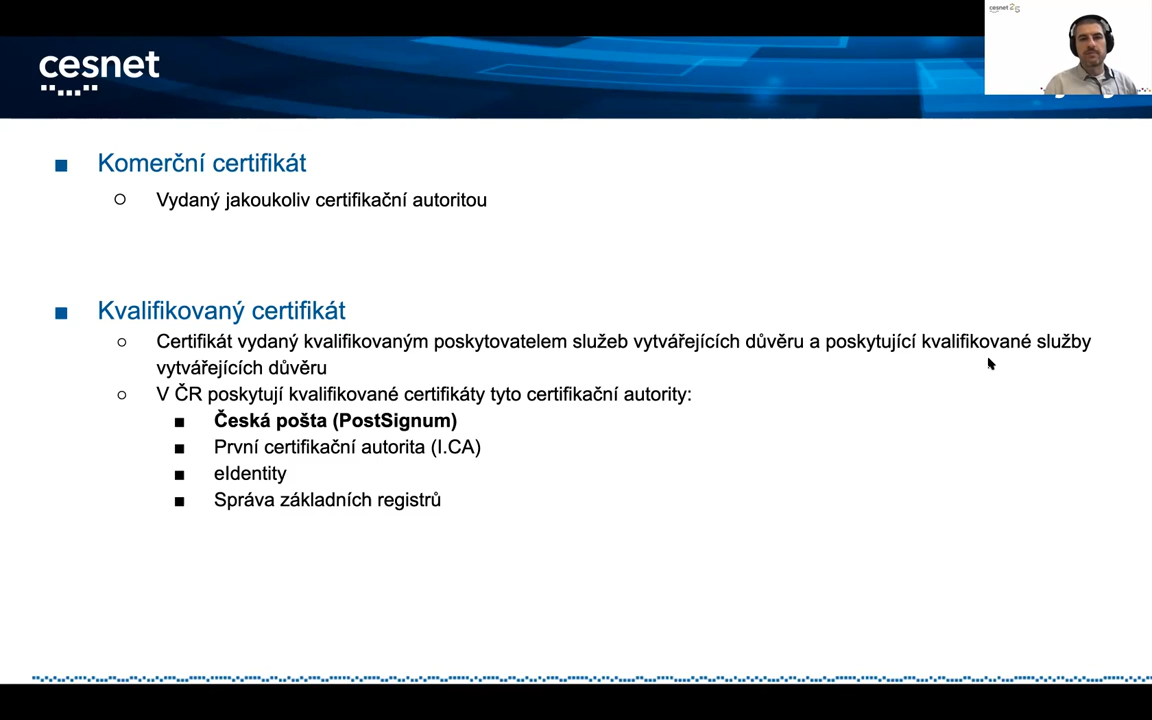 cesnet
cesnet 25
Komerční certifikát
Vydaný jakoukoliv certifikační autoritou
Kvalifikovaný certifikát
Certifikát vydaný kvalifikovaným poskytovatelem služeb vytvářejících důvěru a poskytující kvalifikované služby
vytvářejících důvěru
V ČR poskytují kvalifikované certifikáty tyto certifikační autority:
Česká pošta (PostSignum)
První certifikační autorita (I.CA)
eIdentity
Správa základních registrů